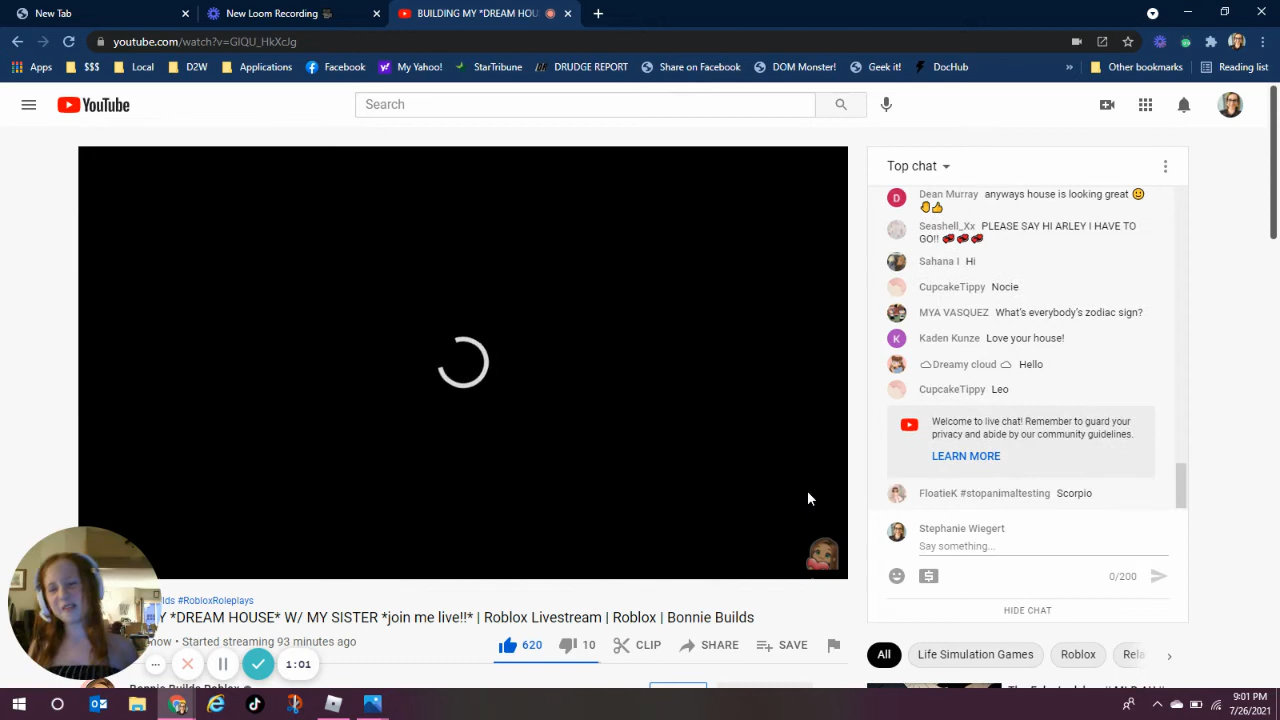 New Tab
New Loom Recording
BUILDING MY *DREAM HOU
youtube.com/watch?v=GIQU_HkXcJg
Apps
$$$
Local
D2W
Applications
Facebook
My Yahoo!
StarTribune
DRUDGE REPORT
Share on Facebook
DOM Monster!
Geek it!
DocHub
»
Other bookmarks
Reading list
YouTube
Search
Top chat
Dean Murray anyways house is looking great 🙂
🤚👍
Seashell_Xx PLEASE SAY HI ARLEY I HAVE TO
GO!!
Sahana I Hi
CupcakeTippy Nocie
MYA VASQUEZ What's everybody's zodiac sign?
K
Kaden Kunze Love your house!
Dreamy cloud Hello
CupcakeTippy Leo
Welcome to live chat! Remember to guard your
privacy and abide by our community guidelines.
LEARN MORE
FloatieK #stopanimaltesting Scorpio
Stephanie Wiegert
Say something...
0/200
HIDE CHAT
lds #RobloxRoleplays
Y *DREAM HOUSE* W/ MY SISTER *join me live!!* | Roblox Livestream | Roblox | Bonnie Builds
now • Started streaming 93 minutes ago
620
10
CLIP
SHARE
SAVE
1:01
All
Life Simulation Games
Roblox
Rela
9:01 PM
7/26/2021